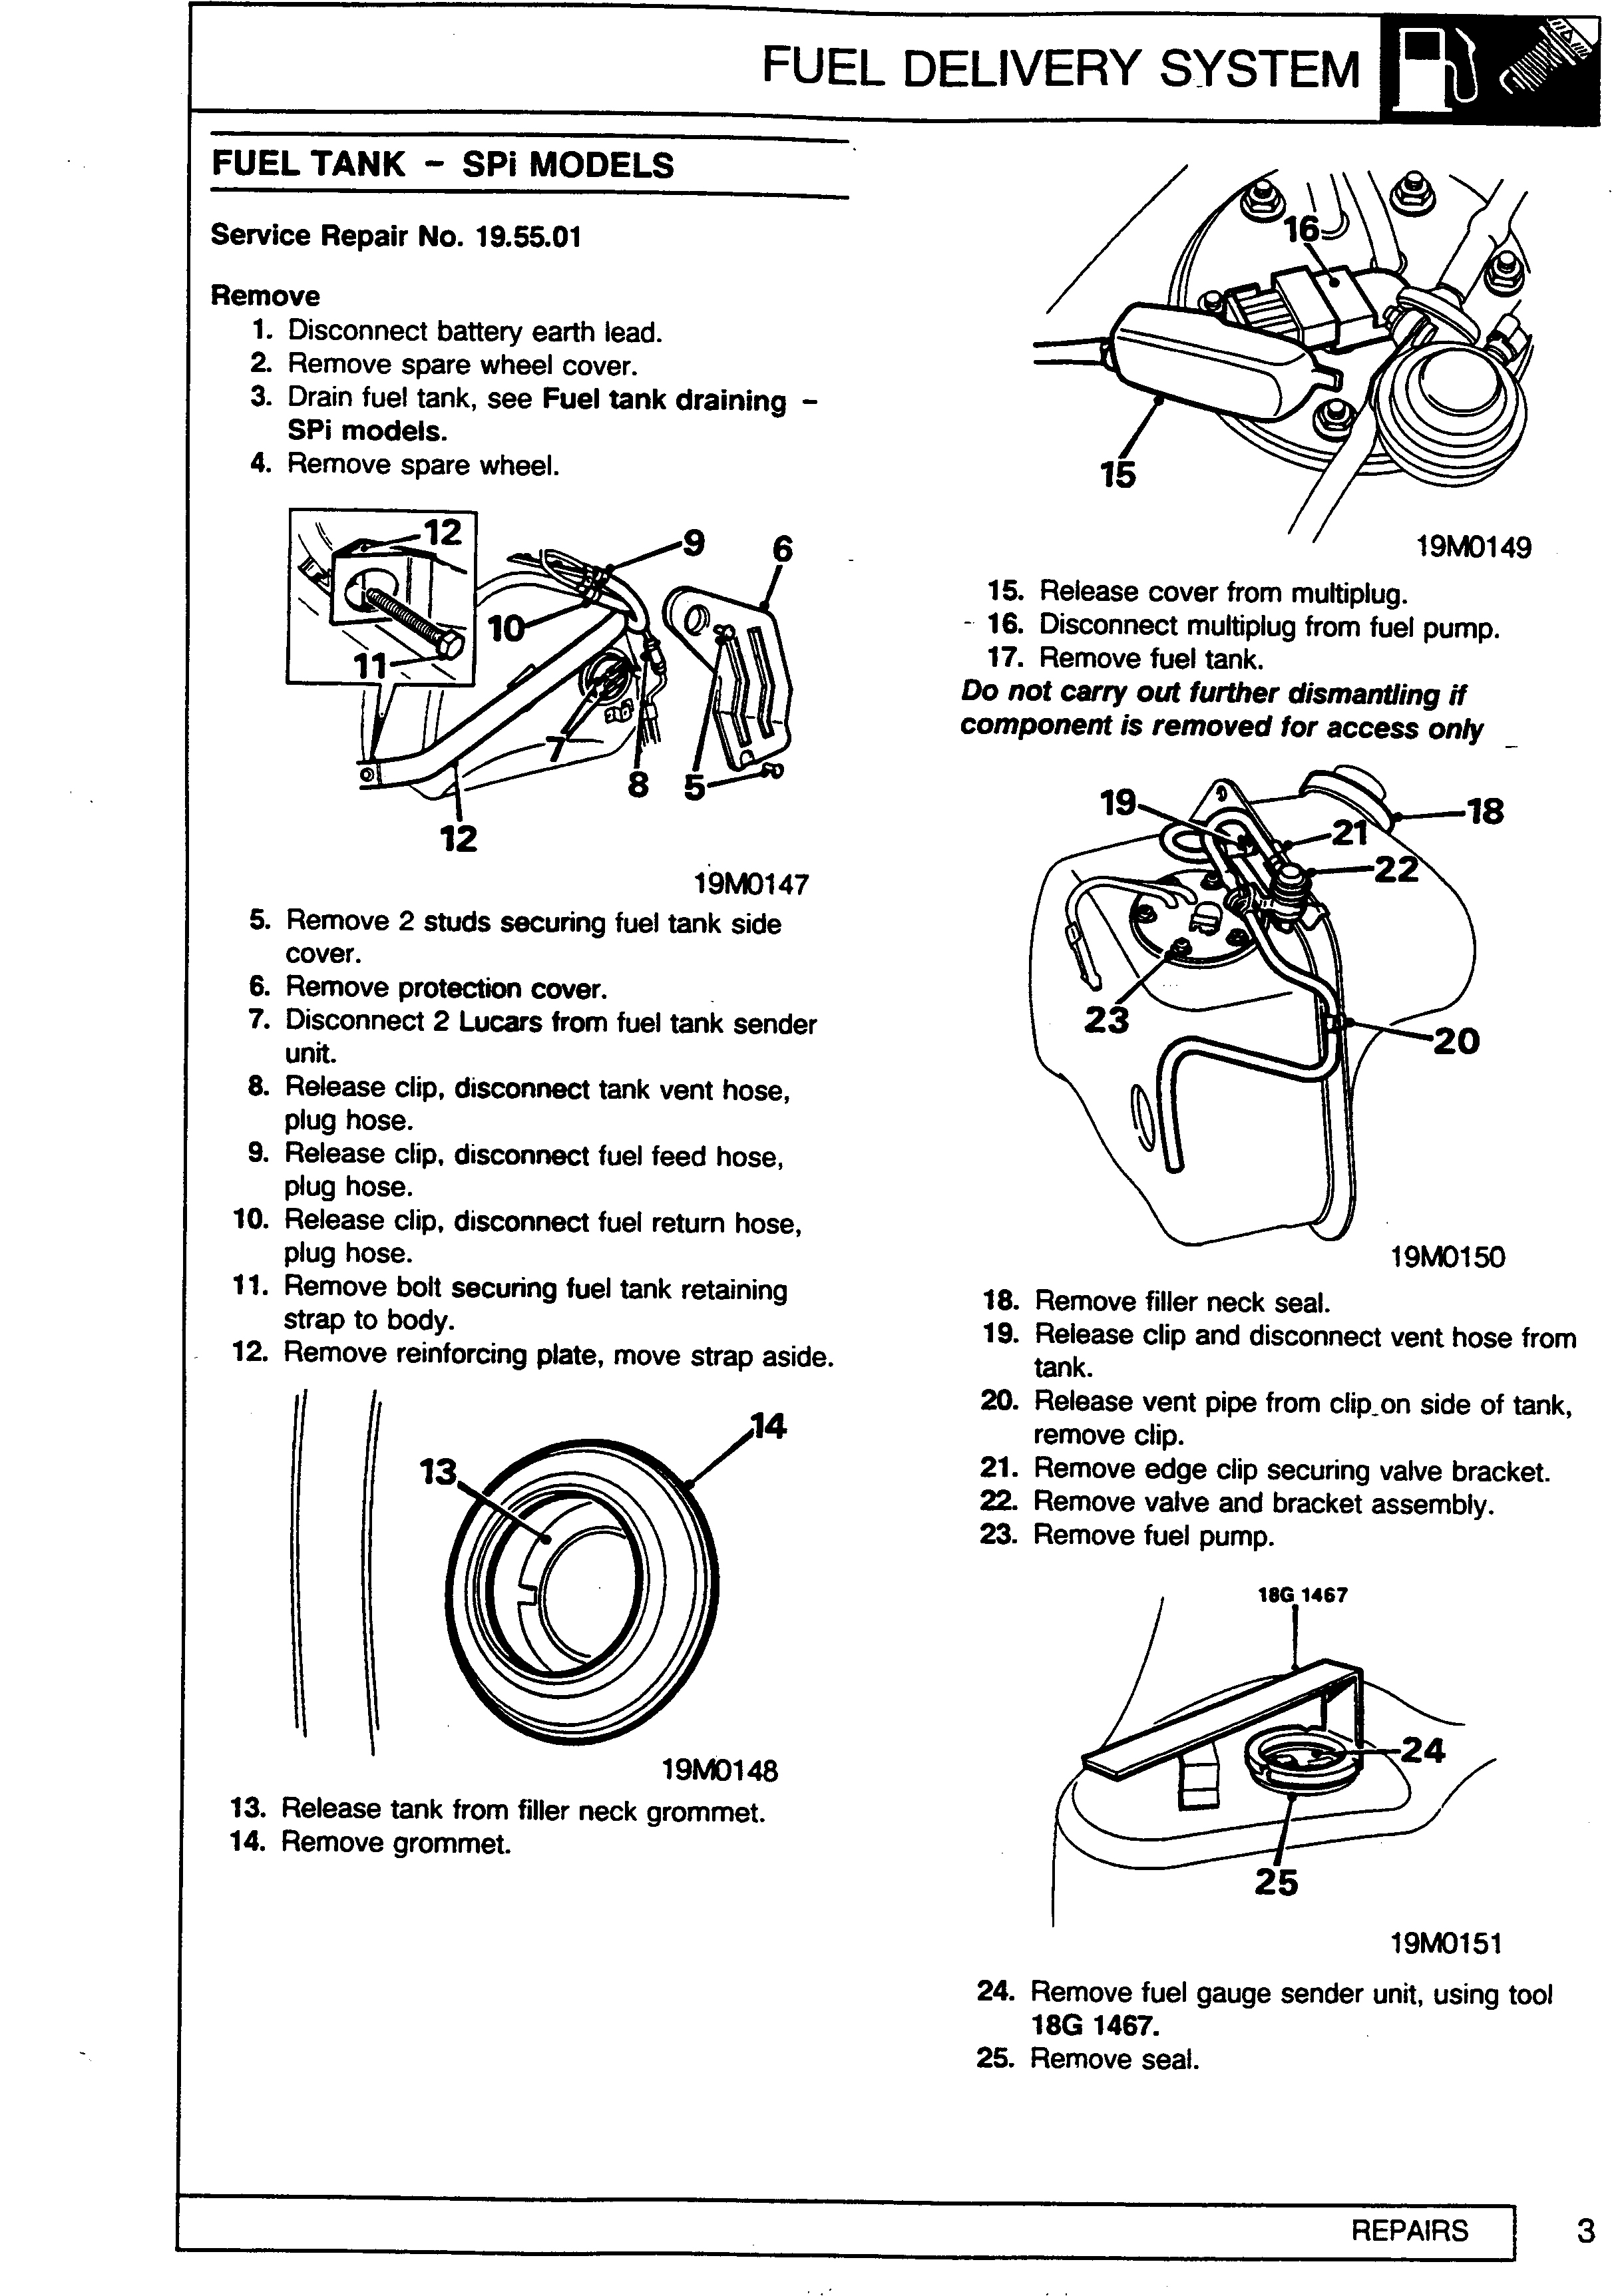 FUEL DELIVERY SYSTEM
FUEL TANK - SPi MODELS
Service Repair No. 19.55.01
Remove
1. Disconnect battery earth lead.
2. Remove spare wheel cover.
3. Drain fuel tank, see Fuel tank draining -
SPi models.
4. Remove spare wheel.
12
9
6
10
11
7
8
5
12
19M0147
5. Remove 2 studs securing fuel tank side
cover.
6. Remove protection cover.
7. Disconnect 2 Lucars from fuel tank sender
unit.
8. Release clip, disconnect tank vent hose,
plug hose.
9. Release clip, disconnect fuel feed hose,
plug hose.
10. Release clip, disconnect fuel return hose,
plug hose.
11. Remove bolt securing fuel tank retaining
strap to body.
12. Remove reinforcing plate, move strap aside.
14
13
19M0148
13. Release tank from filler neck grommet.
14. Remove grommet.
16
15
19M0149
15. Release cover from multiplug.
16. Disconnect multiplug from fuel pump.
17. Remove fuel tank.
Do not carry out further dismantling if
component is removed for access only
19
18
21
22
23
20
19M0150
18. Remove filler neck seal.
19. Release clip and disconnect vent hose from
tank.
20. Release vent pipe from clip on side of tank,
remove clip.
21. Remove edge clip securing valve bracket.
22. Remove valve and bracket assembly.
23. Remove fuel pump.
18G 1467
24
25
19M0151
24. Remove fuel gauge sender unit, using tool
18G 1467.
25. Remove seal.
REPAIRS
3